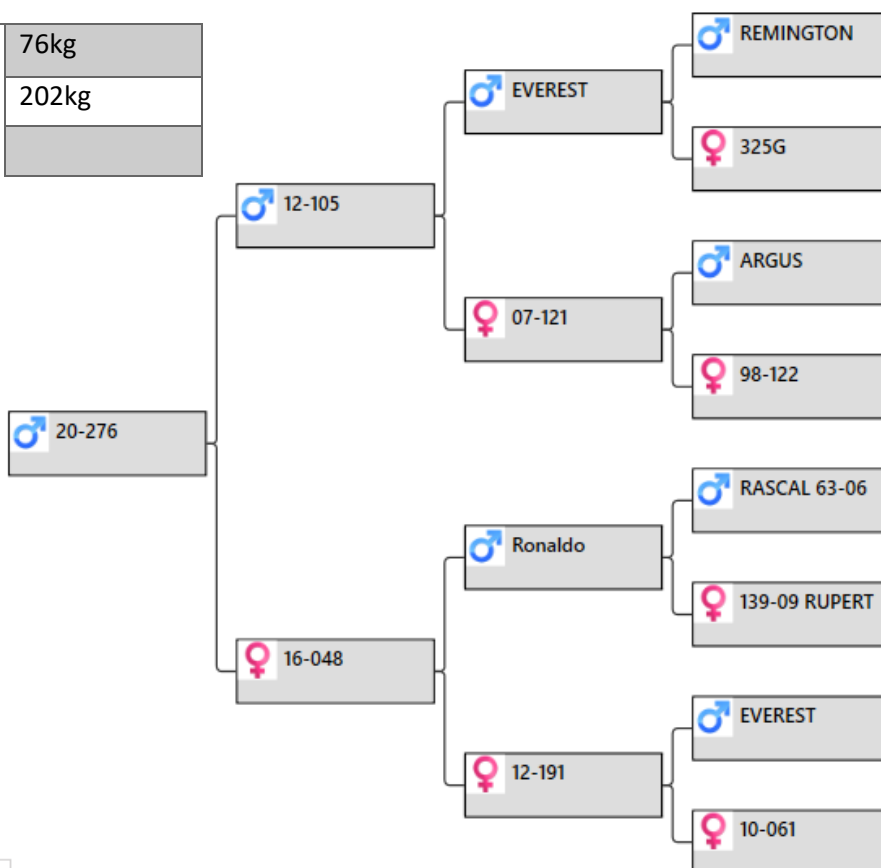 76kg
202kg
REMINGTON
EVEREST
325G
12-105
ARGUS
07-121
98-122
20-276
RASCAL 63-06
Ronaldo
139-09 RUPERT
16-048
EVEREST
12-191
10-061